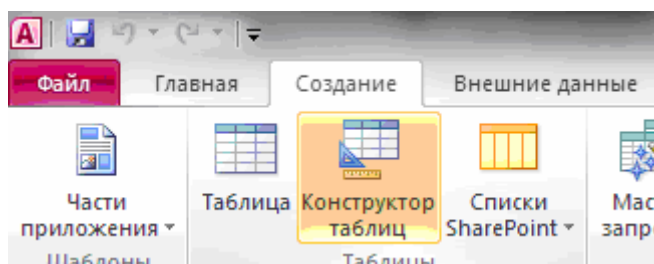 A
Файл Главная Создание Внешние данные
Части приложения
Таблица
Конструктор таблиц
Списки SharePoint
Шаблоны
Таблицы